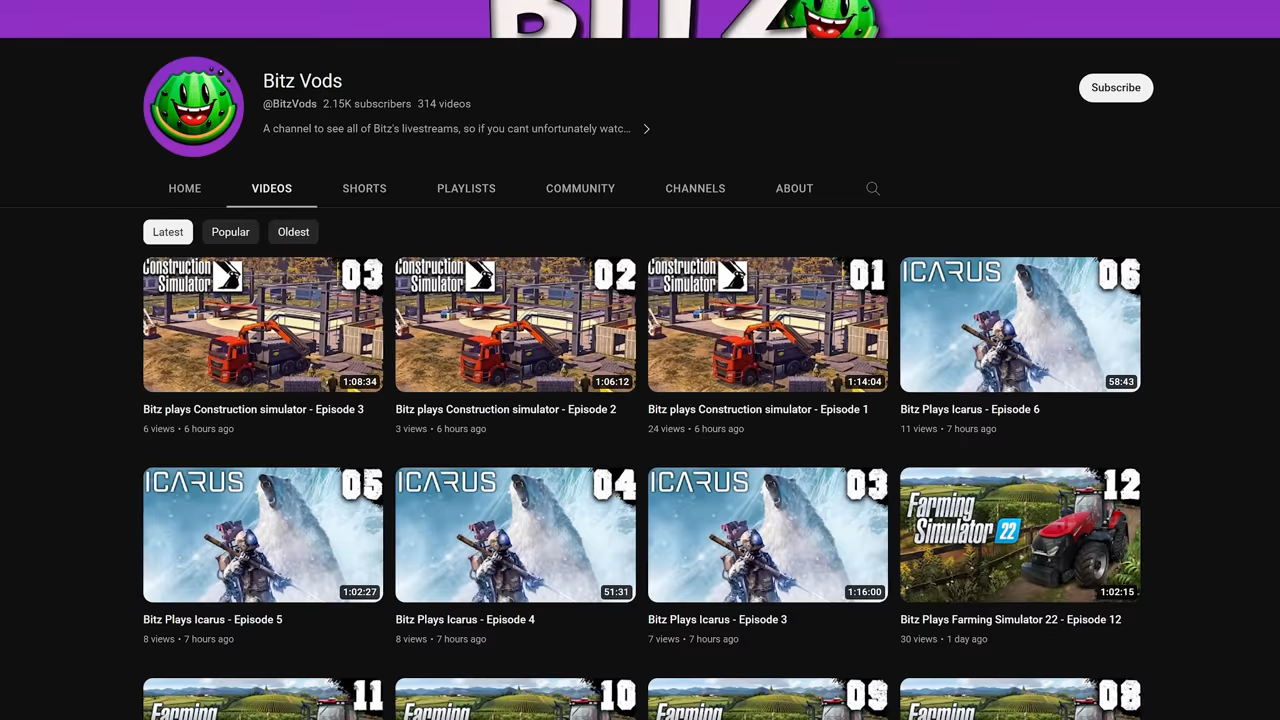 BITZ
Bitz Vods
@BitzVods 2.15K subscribers 314 videos
Subscribe
A channel to see all of Bitz's livestreams, so if you cant unfortunately watc...
HOME VIDEOS SHORTS PLAYLISTS COMMUNITY CHANNELS ABOUT
Latest Popular Oldest
Construction
Simulator
03
1:08:34
Construction
Simulator
02
1:06:12
Construction
Simulator
01
1:14:04
ICARUS
06
58:43
Bitz plays Construction simulator - Episode 3
6 views • 6 hours ago
Bitz plays Construction simulator - Episode 2
3 views • 6 hours ago
Bitz plays Construction simulator - Episode 1
24 views • 6 hours ago
Bitz Plays Icarus - Episode 6
11 views • 7 hours ago
ICARUS
05
1:02:27
ICARUS
04
51:31
ICARUS
03
1:16:00
12
Farming
Simulator 22
1:02:15
Bitz Plays Icarus - Episode 5
8 views • 7 hours ago
Bitz Plays Icarus - Episode 4
8 views • 7 hours ago
Bitz Plays Icarus - Episode 3
7 views • 7 hours ago
Bitz Plays Farming Simulator 22 - Episode 12
30 views • 1 day ago
11
Farming
10
Farming
09
Farming
08
Farming